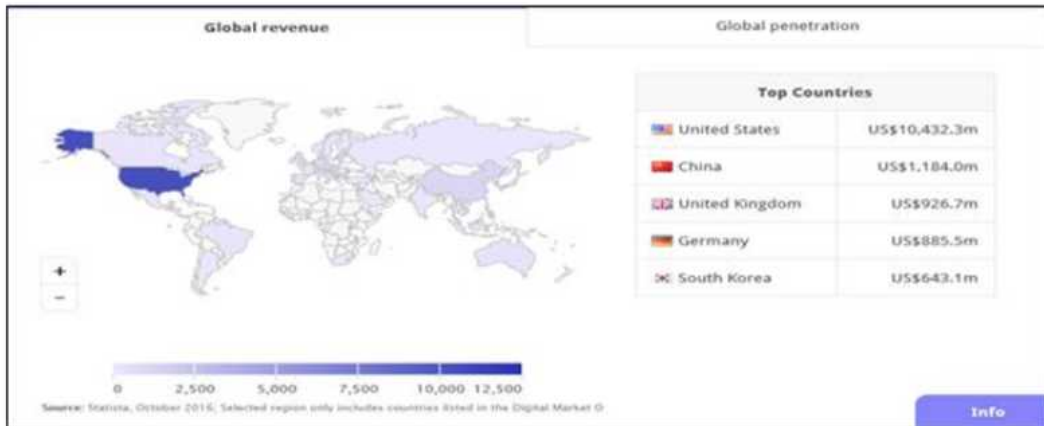 Global revenue
Global penetration
Top Countries
United States US$10,432.3m
China US$1,184.0m
United Kingdom US$926.7m
Germany US$885.5m
South Korea US$643.1m
+
−
0 2,500 5,000 7,500 10,000 12,500
Source: Statista, October 2016; Selected region only includes countries listed in the Digital Market O
Info